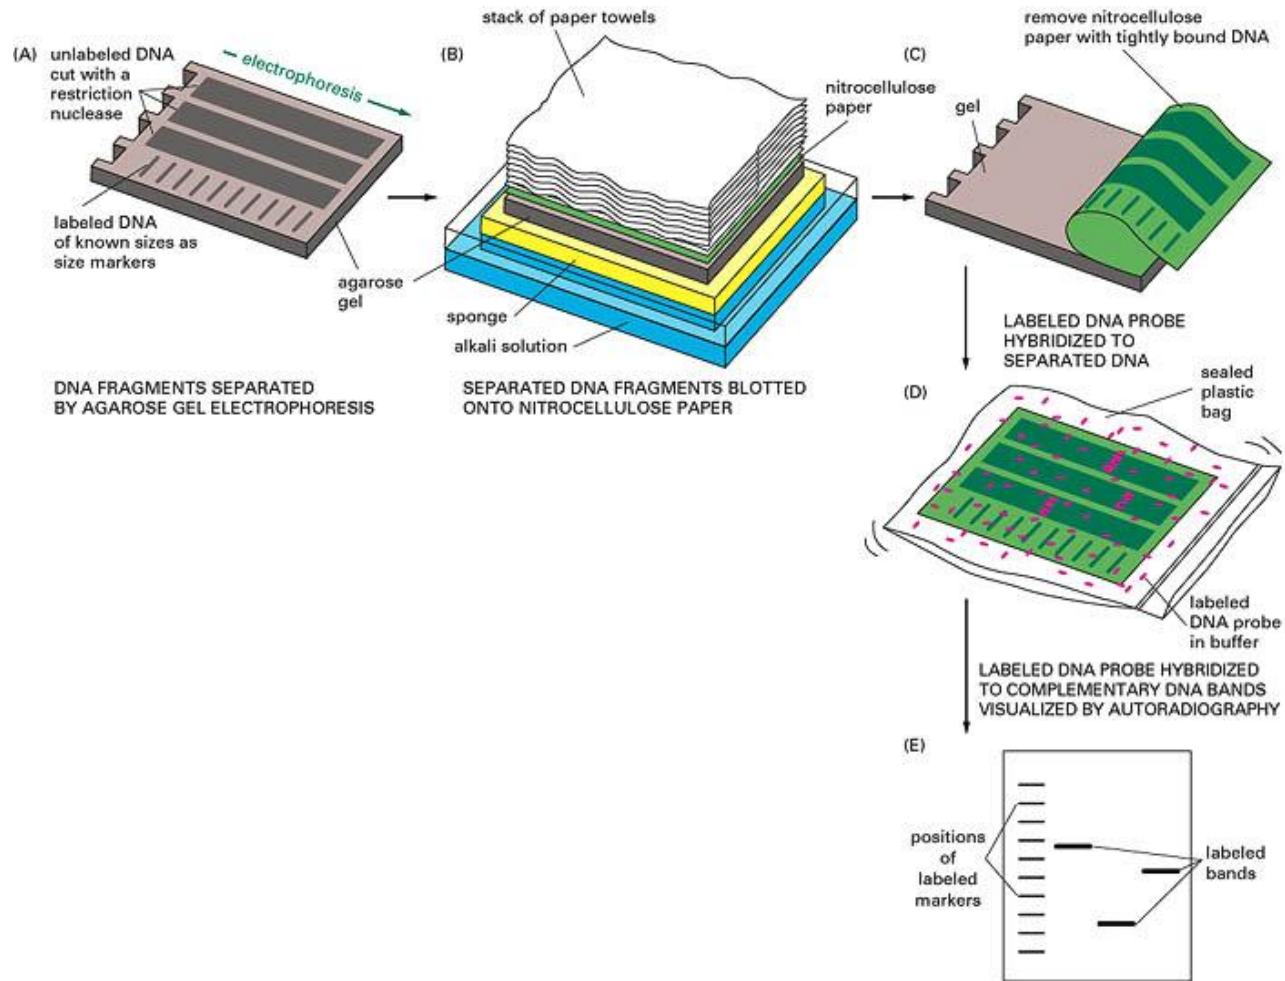 (A)
unlabeled DNA
cut with a
restriction
nuclease
electrophoresis
labeled DNA
of known sizes as
size markers
agarose
gel
DNA FRAGMENTS SEPARATED
BY AGAROSE GEL ELECTROPHORESIS
(B)
stack of paper towels
nitrocellulose
paper
sponge
alkali solution
SEPARATED DNA FRAGMENTS BLOTTED
ONTO NITROCELLULOSE PAPER
(C)
remove nitrocellulose
paper with tightly bound DNA
gel
LABELED DNA PROBE
HYBRIDIZED TO
SEPARATED DNA
(D)
sealed
plastic
bag
labeled
DNA probe
in buffer
LABELED DNA PROBE HYBRIDIZED
TO COMPLEMENTARY DNA BANDS
VISUALIZED BY AUTORADIOGRAPHY
(E)
positions
of
labeled
markers
labeled
bands